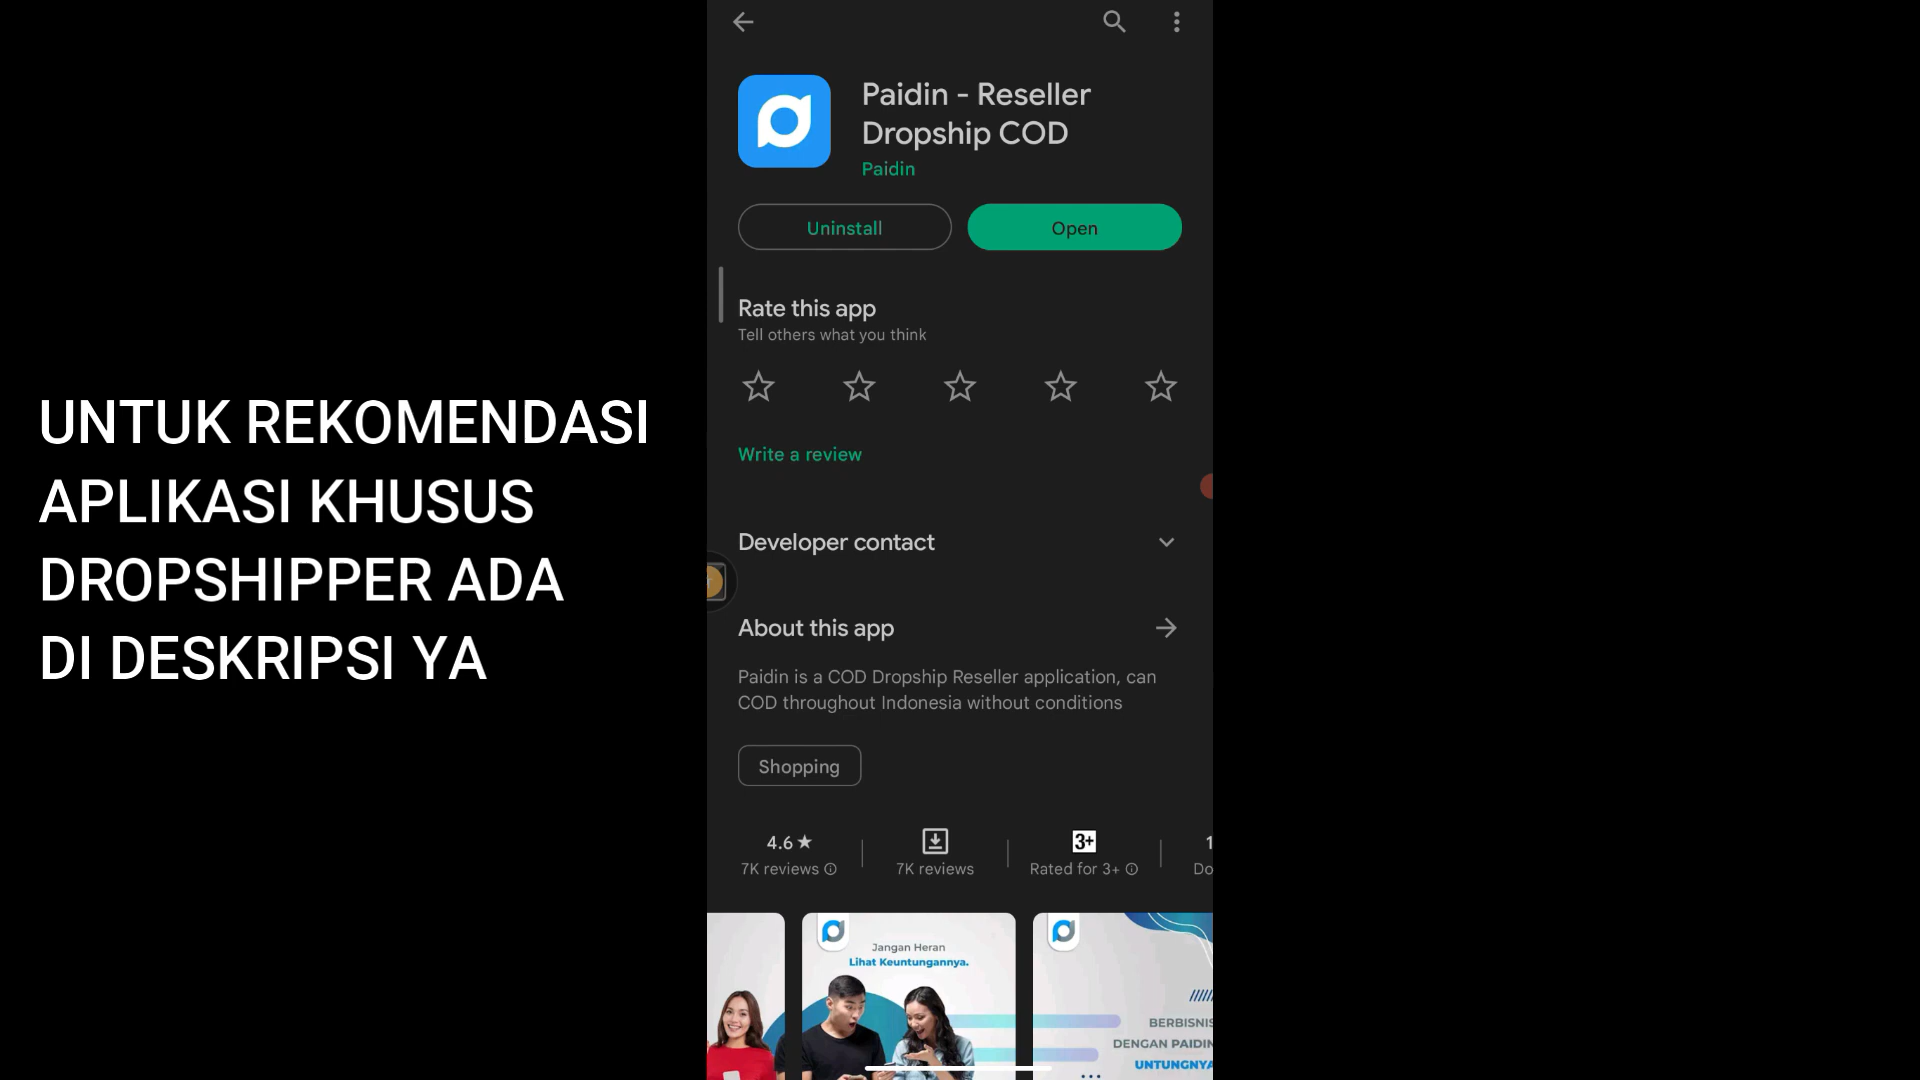 UNTUK REKOMENDASI
APLIKASI KHUSUS
DROPSHIPPER ADA
DI DESKRIPSI YA
Paidin - Reseller
Dropship COD
Paidin
Uninstall
Open
Rate this app
Tell others what you think
Write a review
Developer contact
About this app
Paidin is a COD Dropship Reseller application, can
COD throughout Indonesia without conditions
Shopping
4.6★
7K reviews
7K reviews
3+
Rated for 3+
1
Do
Jangan Heran
Lihat Keuntungannya.
BERBISNIS
DENGAN PAIDIN
UNTUNGNYA